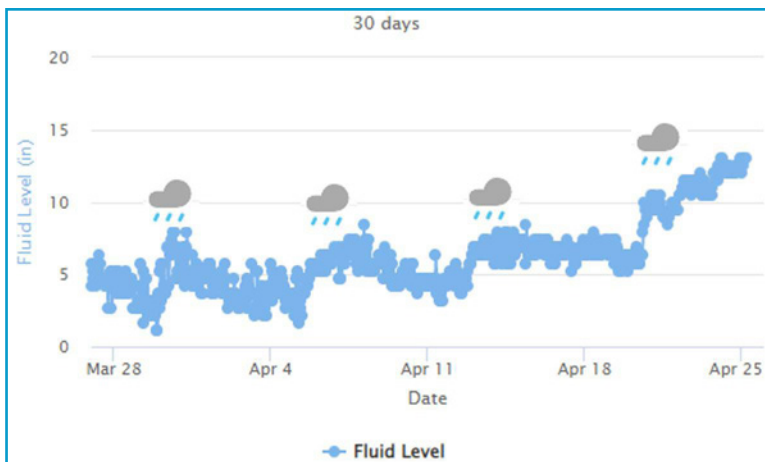 30 days
20
15
10
5
0
Fluid Level (in)
Mar 28 Apr 4 Apr 11 Apr 18 Apr 25
Date
Fluid Level